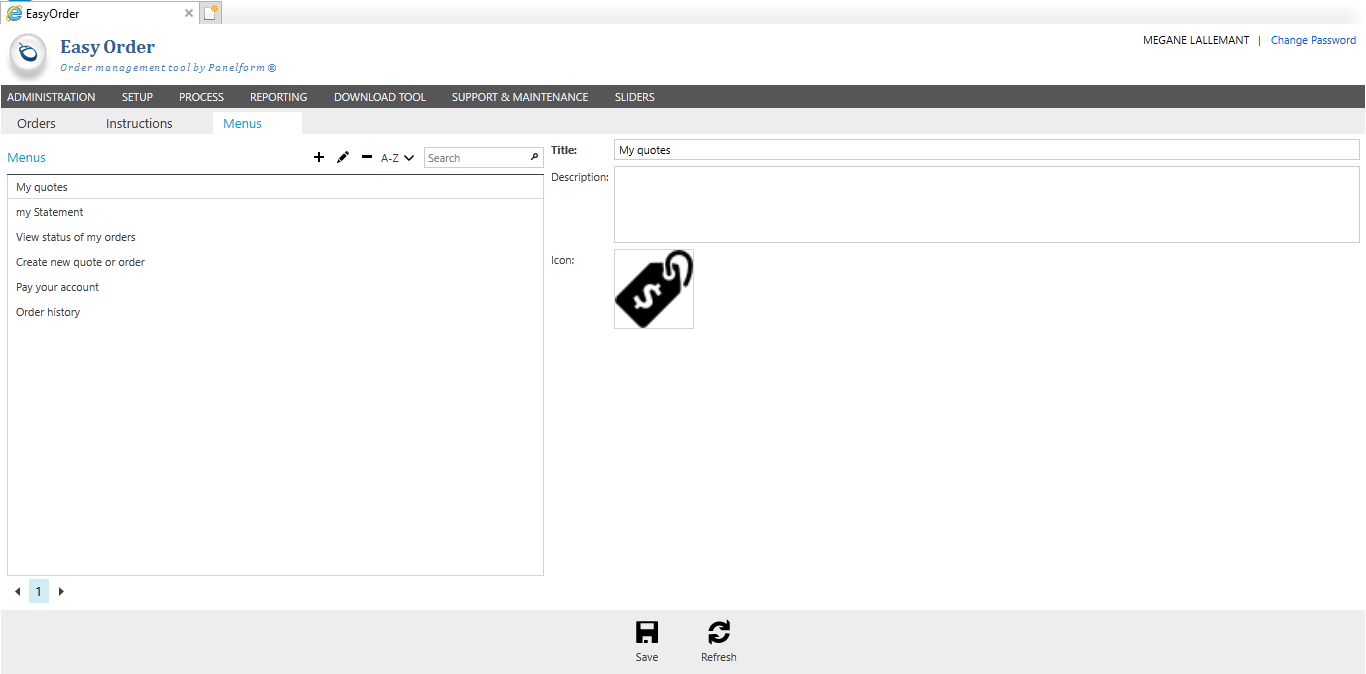 EasyOrder
Easy Order
Order management tool by Panelform ®
MEGANE LALLEMANT | Change Password
ADMINISTRATION SETUP PROCESS REPORTING DOWNLOAD TOOL SUPPORT & MAINTENANCE SLIDERS
Orders Instructions Menus
Menus A-Z Search
My quotes
my Statement
View status of my orders
Create new quote or order
Pay your account
Order history
1
Title: My quotes
Description:
Icon:
$
Save Refresh